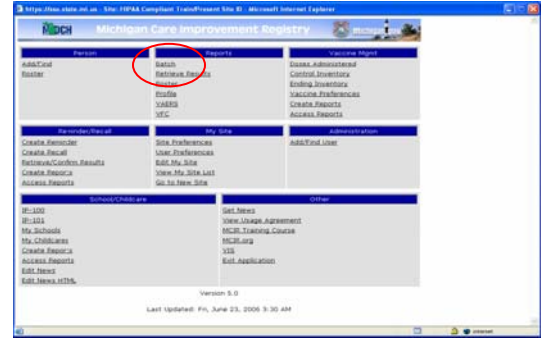 https://fsso.state.mi.us - Site: FIPAA Compliant Train/Present Site ID - Microsoft Internet Explorer
MDCH Michigan Care Improvement Registry
Person
Add/Find
Roster
Reports
Batch
Retrieve Results
Roster
Profile
VAERS
VFC
Vaccine Mgmt
Doses Administered
Control Inventory
Ending Inventory
Vaccine Preferences
Create Reports
Access Reports
Reminder/Recall
Create Reminder
Create Recall
Retrieve/Confirm Results
Create Reports
Access Reports
My Site
Site Preferences
User Preferences
Edit My Site
View My Site List
Go to New Site
Administration
Add/Find User
School/Childcare
IP-100
IP-101
My Schools
My Childcares
Create Reports
Access Reports
Edit News
Edit News HTML
Other
Get News
View Usage Agreement
MCIR Training Course
MCIR.org
VIS
Exit Application
Version 5.0
Last Updated: Fri, June 23, 2006 3:30 AM
Internet